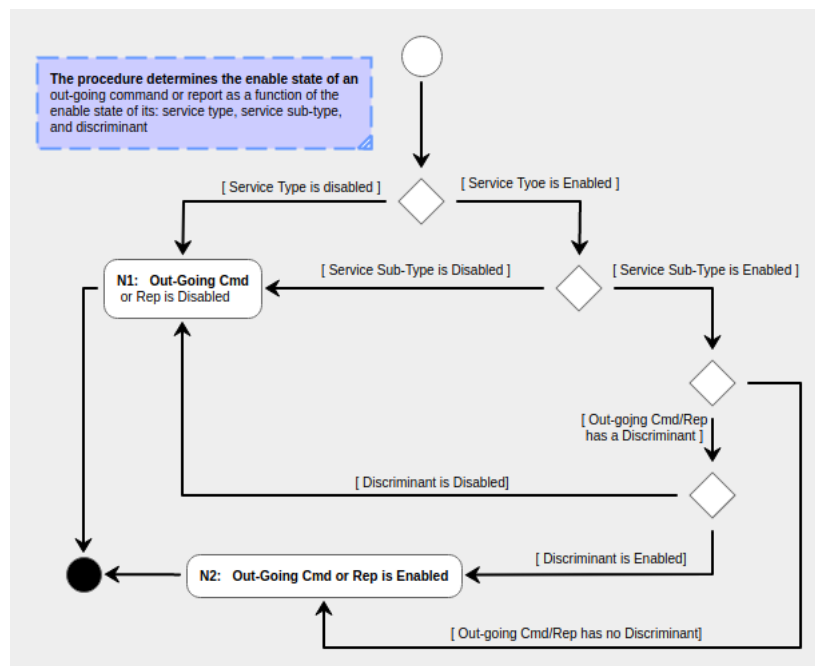 The procedure determines the enable state of an
out-going command or report as a function of the
enable state of its: service type, service sub-type,
and discriminant
[ Service Type is disabled ]
[ Service Tyoe is Enabled ]
N1: Out-Going Cmd
or Rep is Disabled
[ Service Sub-Type is Disabled ]
[ Service Sub-Type is Enabled ]
[ Out-gojng Cmd/Rep
has a Discriminant ]
[ Discriminant is Disabled]
[ Discriminant is Enabled]
N2: Out-Going Cmd or Rep is Enabled
[ Out-going Cmd/Rep has no Discriminant]